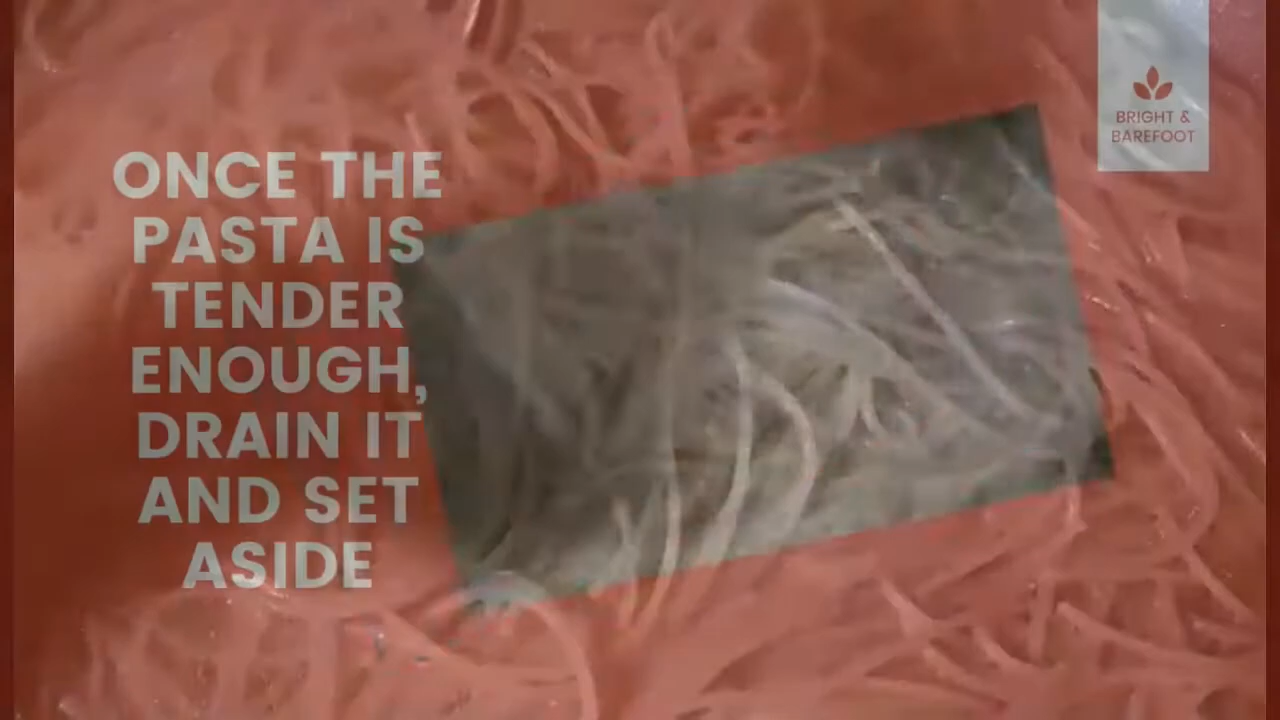 ONCE THE
PASTA IS
TENDER
ENOUGH,
DRAIN IT
AND SET
ASIDE
BRIGHT &
BAREFOOT